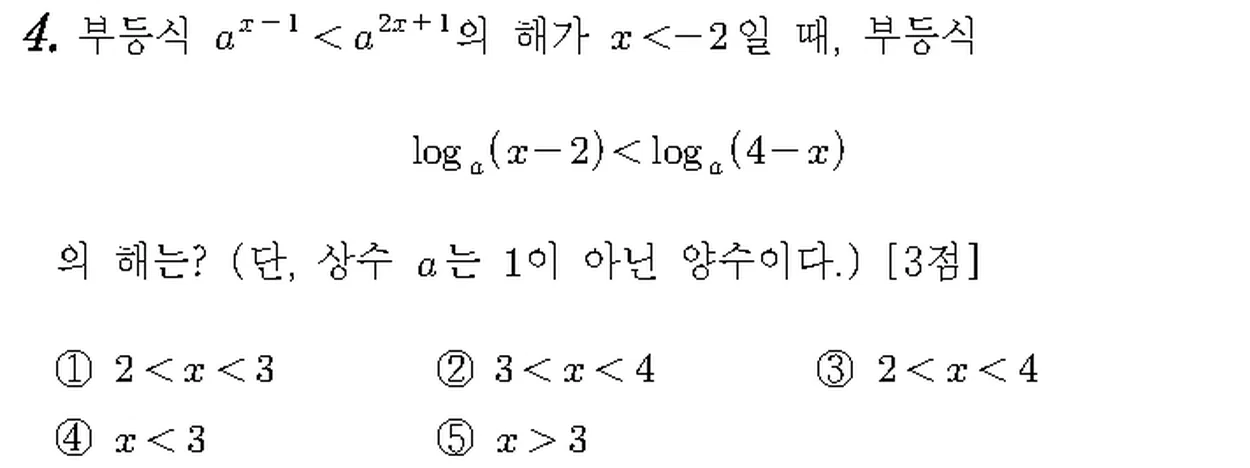 4. 부등식 a^{x-1} < a^{2x+1}의 해가 x<-2일 때, 부등식
log_a(x-2)<log_a(4-x)
의 해는? (단, 상수 a는 1이 아닌 양수이다.) [3점]
① 2<x<3 ② 3<x<4 ③ 2<x<4
④ x<3 ⑤ x>3